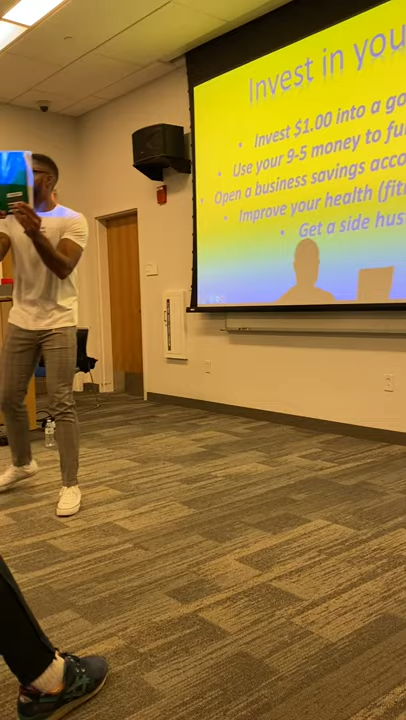 Invest in you
• Invest $1.00 into a go
• Use your 9-5 money to fu
• Open a business savings acco
• Improve your health (fit
• Get a side hus